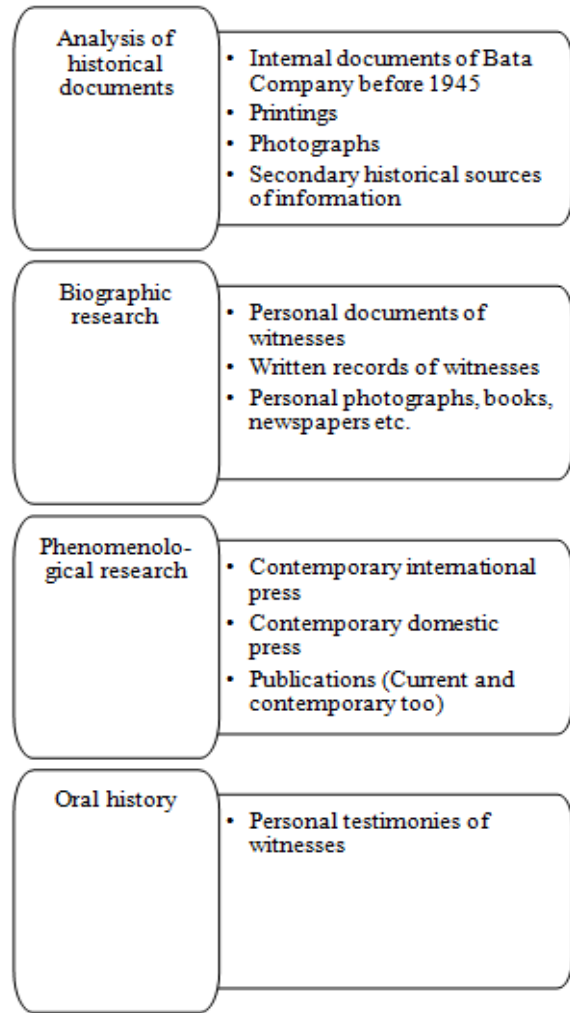 Analysis of
historical
documents
• Internal documents of Bata
Company before 1945
• Printings
• Photographs
• Secondary historical sources
of information
Biographic
research
• Personal documents of
witnesses
• Written records of witnesses
• Personal photographs, books,
newspapers etc.
Phenomenolo-
gical research
• Contemporary international
press
• Contemporary domestic
press
• Publications (Current and
contemporary too)
Oral history
• Personal testimonies of
witnesses